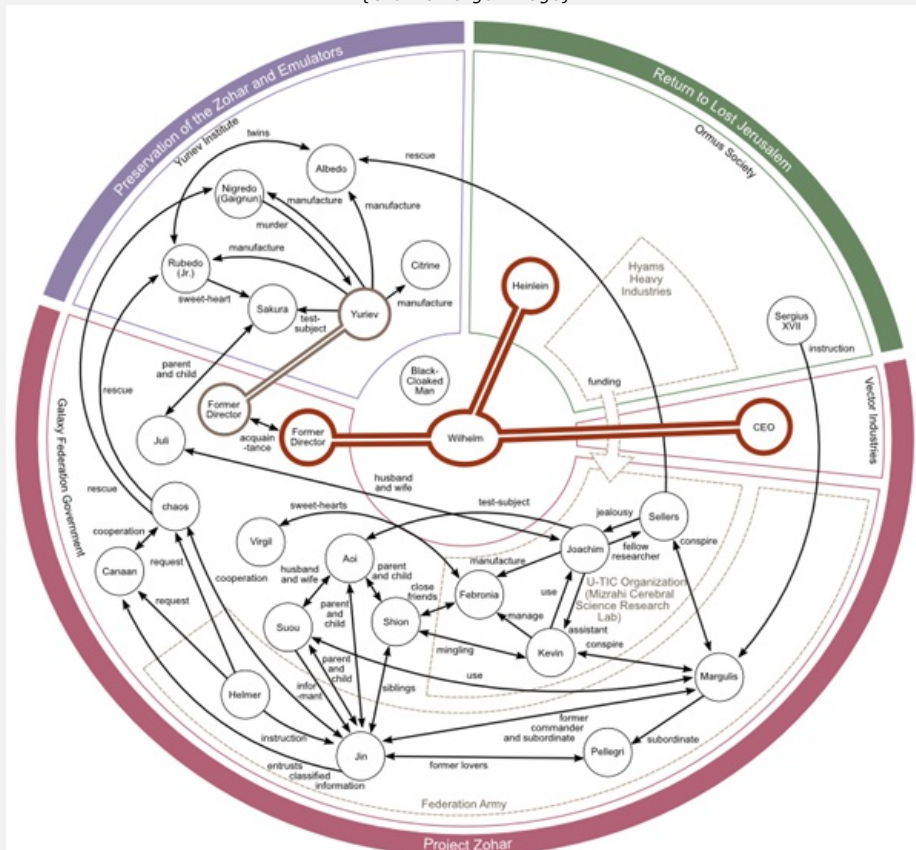 Preservation of the Zohar and Emulators
Return to Lost Jerusalem
Yuriev Institute
Ormus Society
twins
Albedo
rescue
Nigredo
(Gaignun)
manufacture
manufacture
murder
manufacture
Rubedo
(Jr.)
Citrine
Heinlein
Hyams
Heavy
Industries
sweet-heart
Sakura
test-
subject
Yuriev
manufacture
Sergius
XVII
instruction
parent
and child
Black-
Cloaked
Man
funding
rescue
Former
Director
acquain
-tance
Former
Director
Wilhelm
CEO
Vector Industries
Juli
Galaxy Federation Government
husband
and wife
rescue
chaos
sweet-hearts
test-subject
jealousy
Sellers
cooperation
Virgil
Joachim
fellow
researcher
conspire
Canaan
request
cooperation
husband
and wife
Aoi
parent
and child
manufacture
U-TIC Organization
(Mizrahi Cerebral
Science Research
Lab)
request
close
friends
Febronia
use
parent
and
child
Suou
Shion
manage
assistant
Kevin
conspire
mingling
parent
and
child
use
Margulis
infor
-mant
siblings
Helmer
former
commander
and subordinate
instruction
Jin
Pellegri
subordinate
entrusts
classified
information
former lovers
Federation Army
Project Zohar